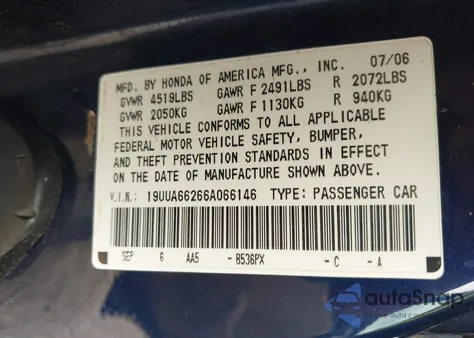 MFD. BY HONDA OF AMERICA MFG., INC. 07/06
GVWR 4519LBS GAWR F 2491LBS R 2072LBS
GVWR 2050KG GAWR F 1130KG R 940KG
THIS VEHICLE CONFORMS TO ALL APPLICABLE
FEDERAL MOTOR VEHICLE SAFETY, BUMPER,
AND THEFT PREVENTION STANDARDS IN EFFECT
ON THE DATE OF MANUFACTURE SHOWN ABOVE.
V.I.N.: 19UUA66266A066146 TYPE: PASSENGER CAR
SEP 6 AA5 - B536PX - C - A
autoSnap